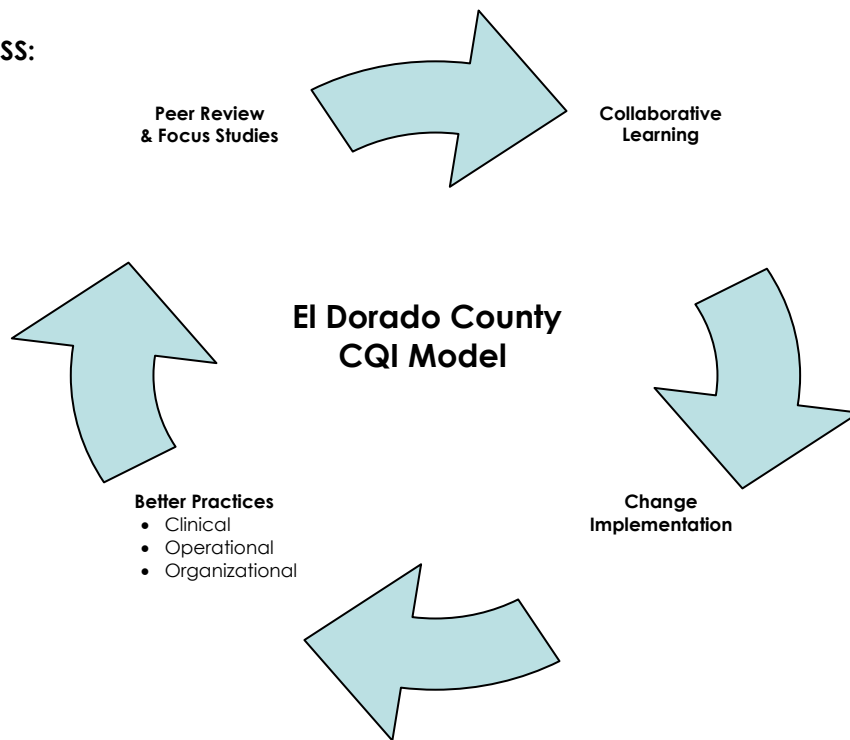 SS:
Peer Review
& Focus Studies
Collaborative
Learning
El Dorado County
CQI Model
Better Practices
• Clinical
• Operational
• Organizational
Change
Implementation